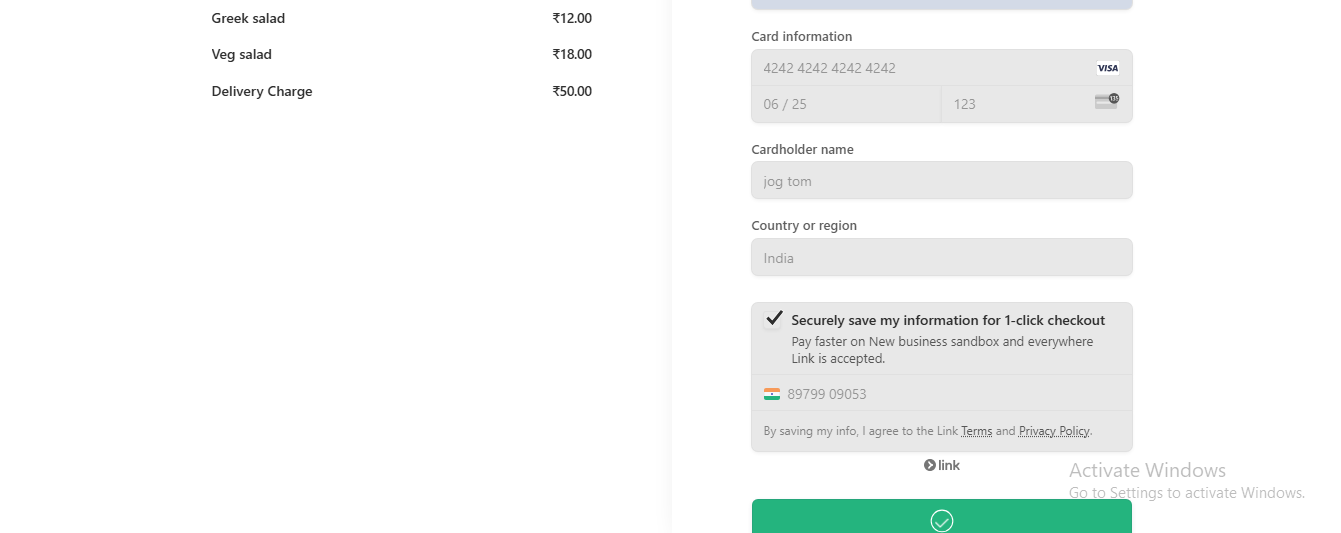 Greek salad ₹12.00
Veg salad ₹18.00
Delivery Charge ₹50.00
Card information
4242 4242 4242 4242 VISA
06 / 25 123
Cardholder name
jog tom
Country or region
India
Securely save my information for 1-click checkout
Pay faster on New business sandbox and everywhere
Link is accepted.
89799 09053
By saving my info, I agree to the Link Terms and Privacy Policy.
link
Activate Windows
Go to Settings to activate Windows.